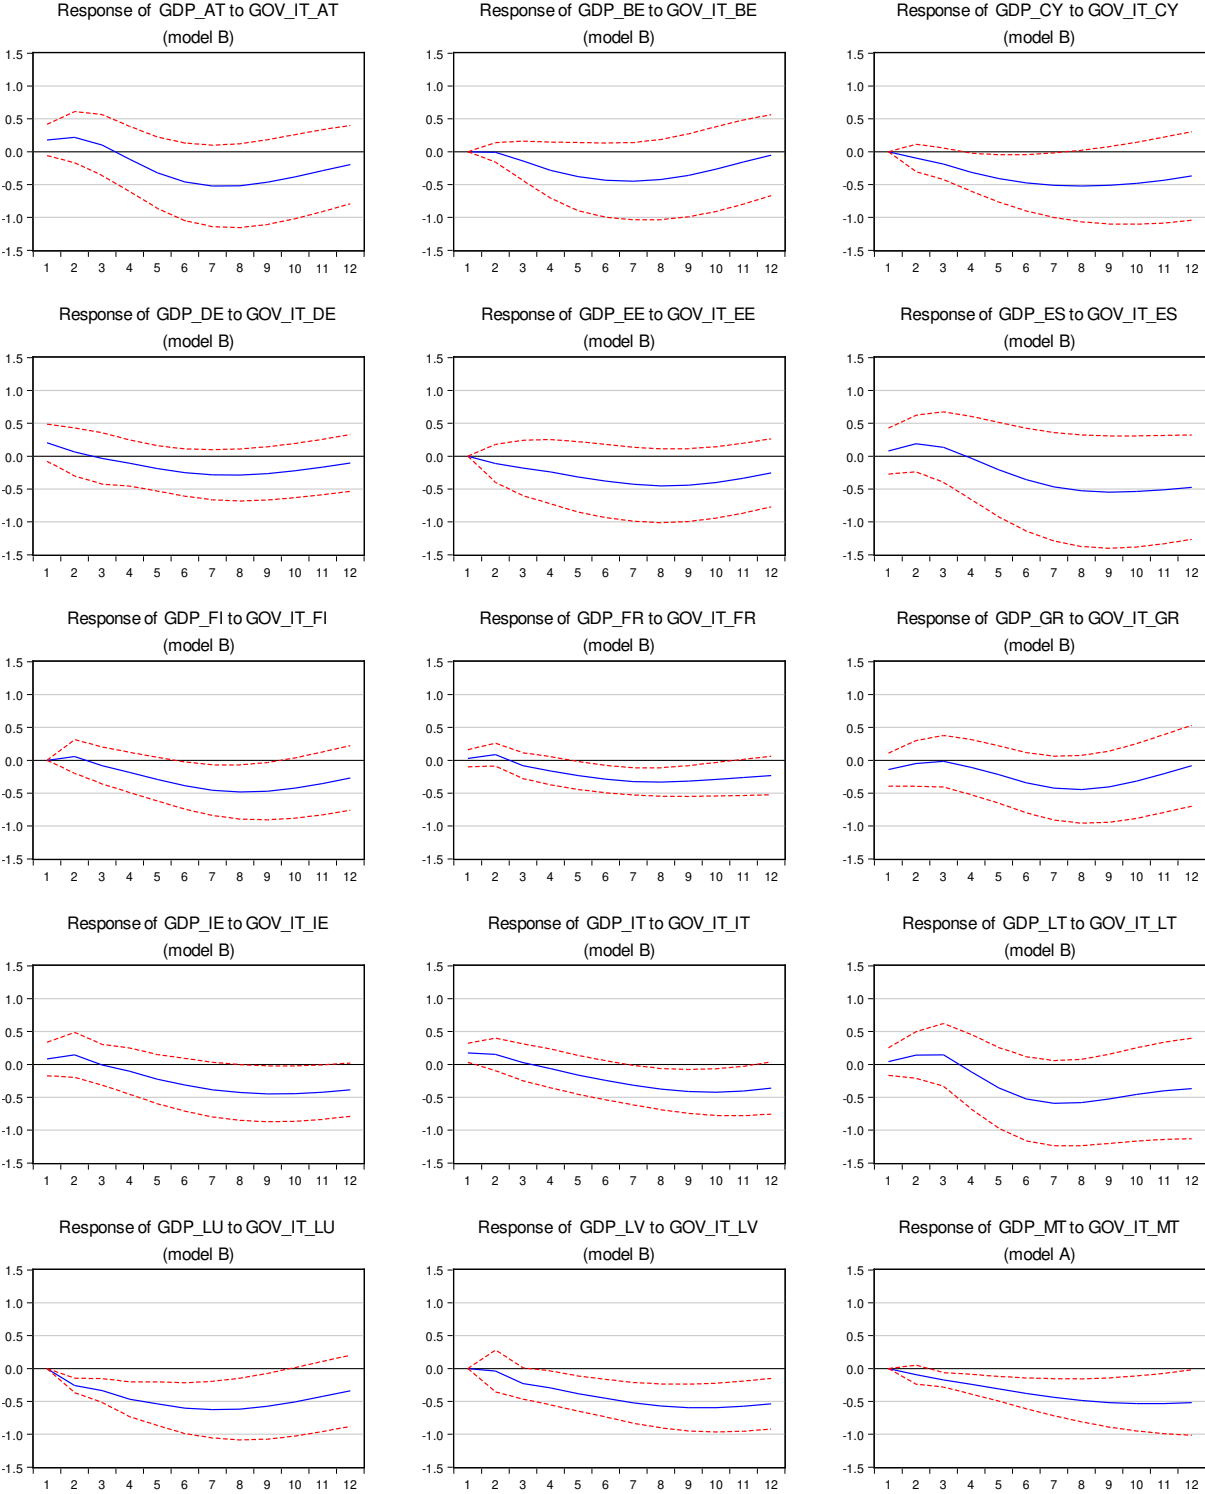 Response of GDP_AT to GOV_IT_AT
(model B)
1.5
1.0
0.5
0.0
-0.5
-1.0
-1.5
1 2 3 4 5 6 7 8 9 10 11 12
Response of GDP_BE to GOV_IT_BE
(model B)
1.5
1.0
0.5
0.0
-0.5
-1.0
-1.5
1 2 3 4 5 6 7 8 9 10 11 12
Response of GDP_CY to GOV_IT_CY
(model B)
1.5
1.0
0.5
0.0
-0.5
-1.0
-1.5
1 2 3 4 5 6 7 8 9 10 11 12
Response of GDP_DE to GOV_IT_DE
(model B)
1.5
1.0
0.5
0.0
-0.5
-1.0
-1.5
1 2 3 4 5 6 7 8 9 10 11 12
Response of GDP_EE to GOV_IT_EE
(model B)
1.5
1.0
0.5
0.0
-0.5
-1.0
-1.5
1 2 3 4 5 6 7 8 9 10 11 12
Response of GDP_ES to GOV_IT_ES
(model B)
1.5
1.0
0.5
0.0
-0.5
-1.0
-1.5
1 2 3 4 5 6 7 8 9 10 11 12
Response of GDP_FI to GOV_IT_FI
(model B)
1.5
1.0
0.5
0.0
-0.5
-1.0
-1.5
1 2 3 4 5 6 7 8 9 10 11 12
Response of GDP_FR to GOV_IT_FR
(model B)
1.5
1.0
0.5
0.0
-0.5
-1.0
-1.5
1 2 3 4 5 6 7 8 9 10 11 12
Response of GDP_GR to GOV_IT_GR
(model B)
1.5
1.0
0.5
0.0
-0.5
-1.0
-1.5
1 2 3 4 5 6 7 8 9 10 11 12
Response of GDP_IE to GOV_IT_IE
(model B)
1.5
1.0
0.5
0.0
-0.5
-1.0
-1.5
1 2 3 4 5 6 7 8 9 10 11 12
Response of GDP_IT to GOV_IT_IT
(model B)
1.5
1.0
0.5
0.0
-0.5
-1.0
-1.5
1 2 3 4 5 6 7 8 9 10 11 12
Response of GDP_LT to GOV_IT_LT
(model B)
1.5
1.0
0.5
0.0
-0.5
-1.0
-1.5
1 2 3 4 5 6 7 8 9 10 11 12
Response of GDP_LU to GOV_IT_LU
(model B)
1.5
1.0
0.5
0.0
-0.5
-1.0
-1.5
1 2 3 4 5 6 7 8 9 10 11 12
Response of GDP_LV to GOV_IT_LV
(model B)
1.5
1.0
0.5
0.0
-0.5
-1.0
-1.5
1 2 3 4 5 6 7 8 9 10 11 12
Response of GDP_MT to GOV_IT_MT
(model A)
1.5
1.0
0.5
0.0
-0.5
-1.0
-1.5
1 2 3 4 5 6 7 8 9 10 11 12